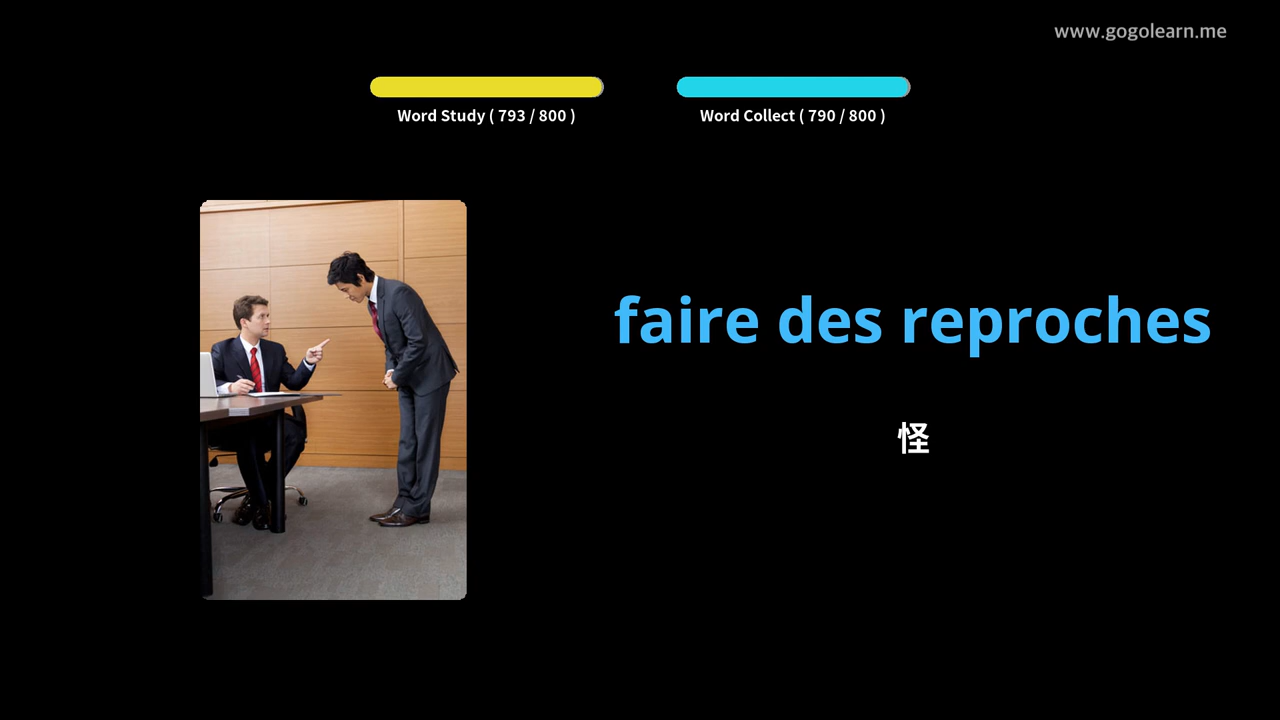 www.gogolearn.me
Word Study ( 793 / 800 )
Word Collect ( 790 / 800 )
faire des reproches
怪